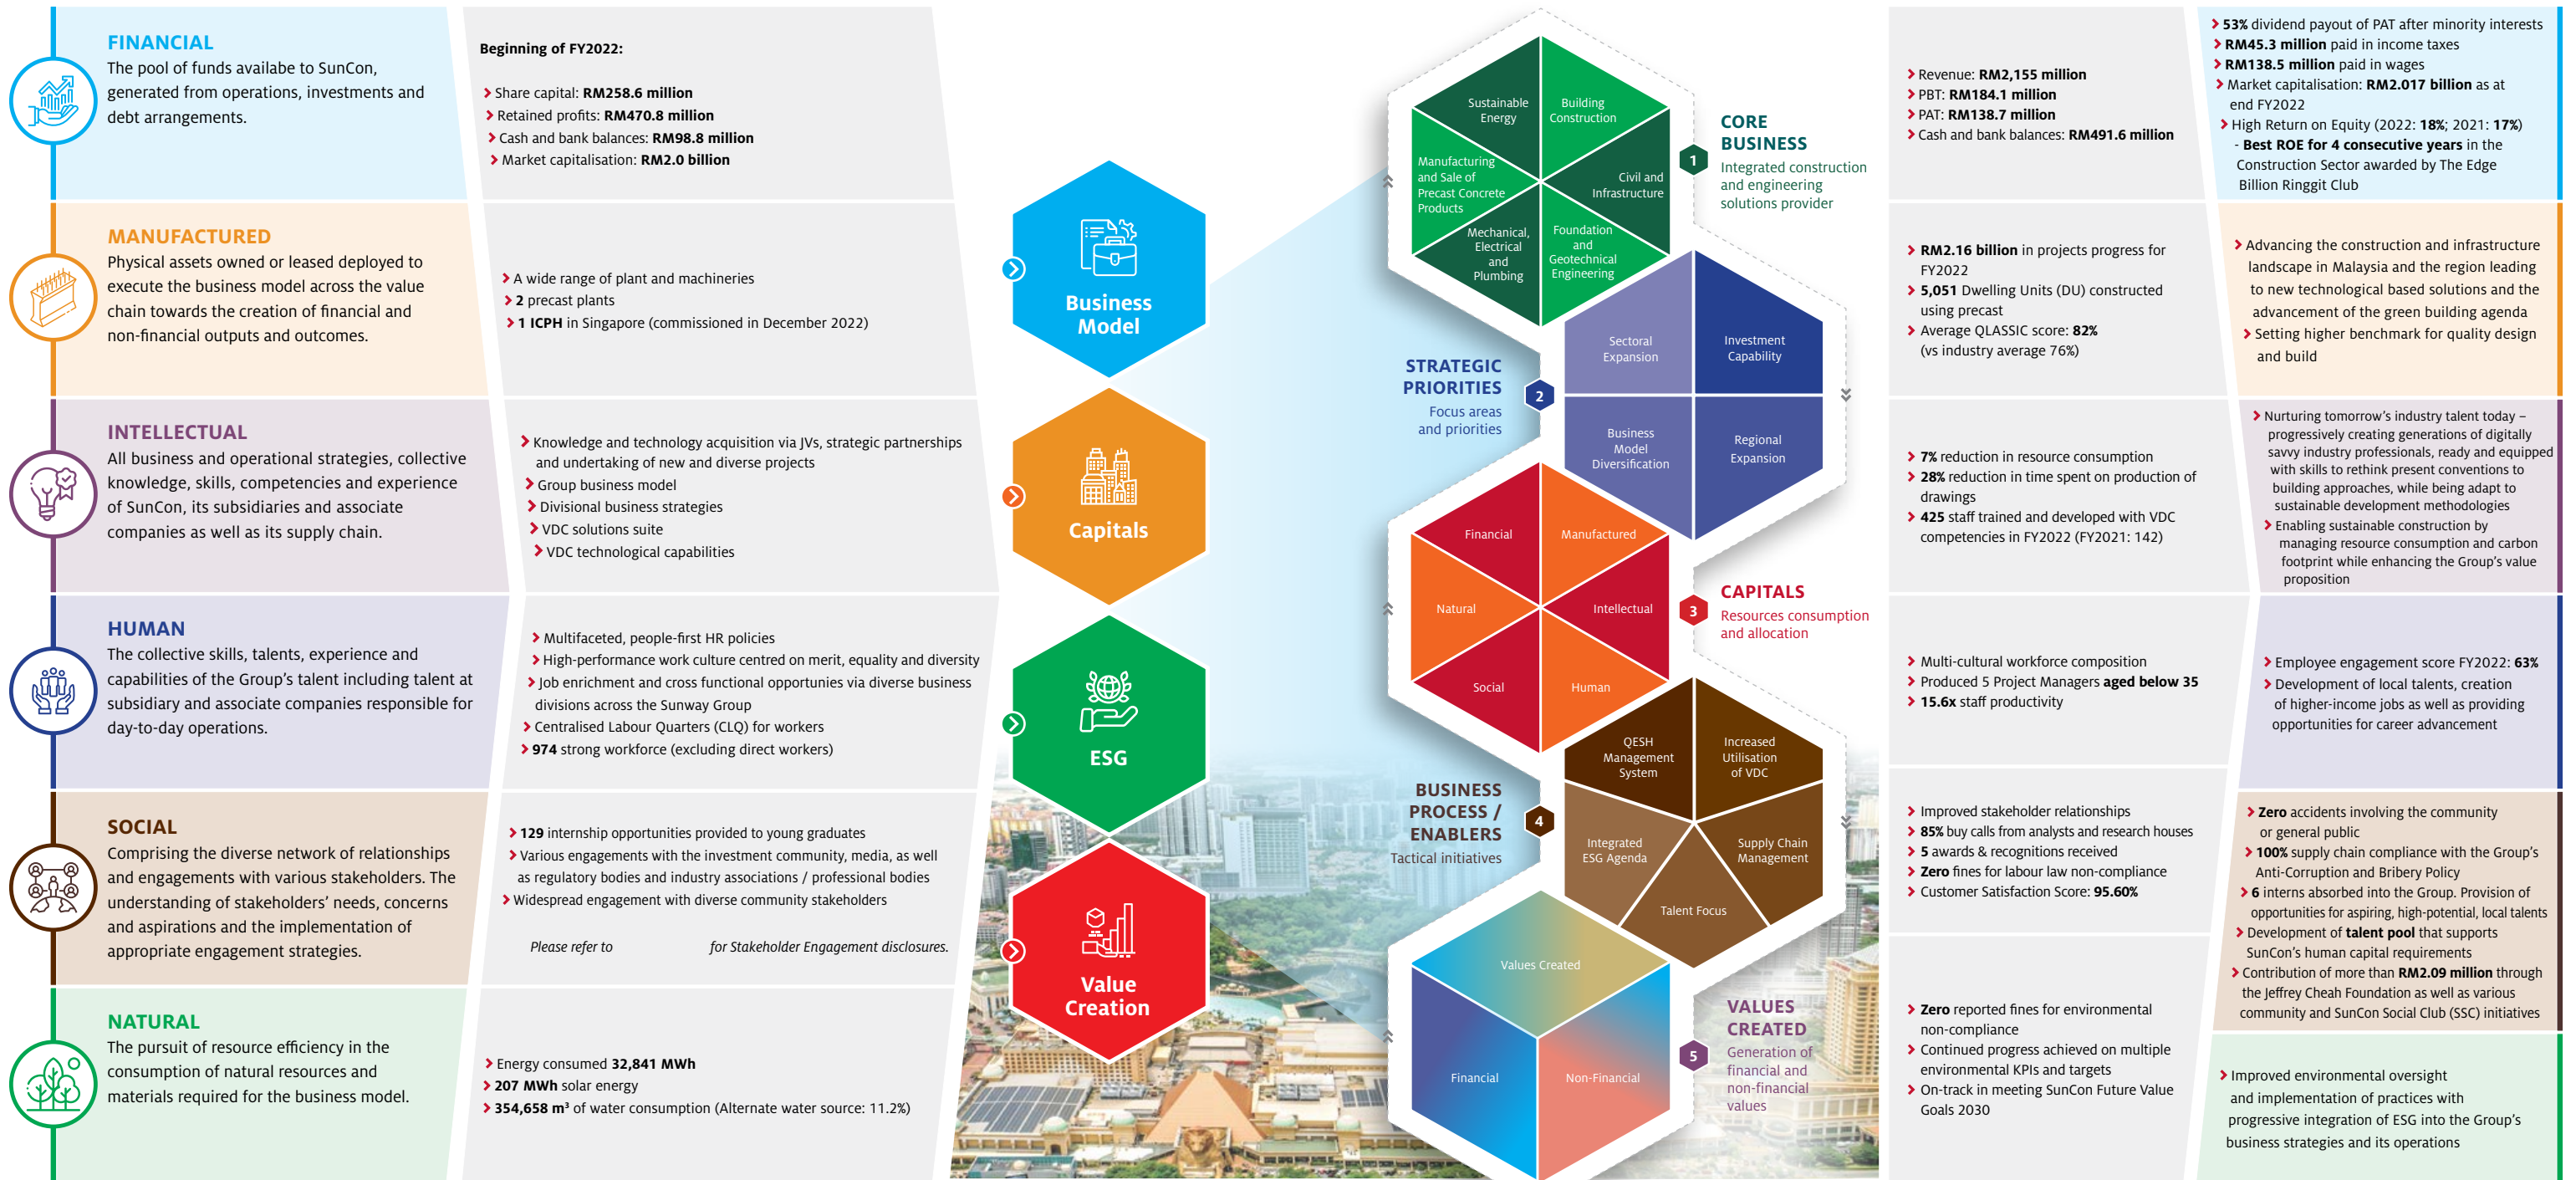 FINANCIAL
The pool of funds availabe to SunCon,
generated from operations, investments and
debt arrangements.
MANUFACTURED
Physical assets owned or leased deployed to
execute the business model across the value
chain towards the creation of financial and
non-financial outputs and outcomes.
INTELLECTUAL
All business and operational strategies, collective
knowledge, skills, competencies and experience
of SunCon, its subsidiaries and associate
companies as well as its supply chain.
HUMAN
The collective skills, talents, experience and
capabilities of the Group's talent including talent at
subsidiary and associate companies responsible for
day-to-day operations.
SOCIAL
Comprising the diverse network of relationships
and engagements with various stakeholders. The
understanding of stakeholders' needs, concerns
and aspirations and the implementation of
appropriate engagement strategies.
NATURAL
The pursuit of resource efficiency in the
consumption of natural resources and
materials required for the business model.
Beginning of FY2022:
Share capital: RM258.6 million
Retained profits: RM470.8 million
Cash and bank balances: RM98.8 million
Market capitalisation: RM2.0 billion
A wide range of plant and machineries
2 precast plants
1 ICPH in Singapore (commissioned in December 2022)
Knowledge and technology acquisition via JVs, strategic partnerships
and undertaking of new and diverse projects
Group business model
Divisional business strategies
VDC solutions suite
VDC technological capabilities
Multifaceted, people-first HR policies
High-performance work culture centred on merit, equality and diversity
Job enrichment and cross functional opportunies via diverse business
divisions across the Sunway Group
Centralised Labour Quarters (CLQ) for workers
974 strong workforce (excluding direct workers)
129 internship opportunities provided to young graduates
Various engagements with the investment community, media, as well
as regulatory bodies and industry associations / professional bodies
Widespread engagement with diverse community stakeholders
Please refer to for Stakeholder Engagement disclosures.
Energy consumed 32,841 MWh
207 MWh solar energy
354,658 m³ of water consumption (Alternate water source: 11.2%)
Business
Model
Capitals
ESG
Value
Creation
Sustainable
Energy
Building
Construction
Manufacturing
and Sale of
Precast Concrete
Products
Civil and
Infrastructure
Mechanical,
Electrical
and
Plumbing
Foundation
and
Geotechnical
Engineering
1
CORE
BUSINESS
Integrated construction
and engineering
solutions provider
STRATEGIC
PRIORITIES
Focus areas
and priorities
2
Sectoral
Expansion
Investment
Capability
Business
Model
Diversification
Regional
Expansion
Financial
Manufactured
Natural
Intellectual
Social
Human
3
CAPITALS
Resources consumption
and allocation
BUSINESS
PROCESS /
ENABLERS
Tactical initiatives
4
QESH
Management
System
Increased
Utilisation
of VDC
Integrated
ESG Agenda
Supply Chain
Management
Talent Focus
Values Created
Financial
Non-Financial
5
VALUES
CREATED
Generation of
financial and
non-financial
values
Revenue: RM2,155 million
PBT: RM184.1 million
PAT: RM138.7 million
Cash and bank balances: RM491.6 million
RM2.16 billion in projects progress for
FY2022
5,051 Dwelling Units (DU) constructed
using precast
Average QLASSIC score: 82%
(vs industry average 76%)
7% reduction in resource consumption
28% reduction in time spent on production of
drawings
425 staff trained and developed with VDC
competencies in FY2022 (FY2021: 142)
Multi-cultural workforce composition
Produced 5 Project Managers aged below 35
15.6x staff productivity
Improved stakeholder relationships
85% buy calls from analysts and research houses
5 awards & recognitions received
Zero fines for labour law non-compliance
Customer Satisfaction Score: 95.60%
Zero reported fines for environmental
non-compliance
Continued progress achieved on multiple
environmental KPIs and targets
On-track in meeting SunCon Future Value
Goals 2030
53% dividend payout of PAT after minority interests
RM45.3 million paid in income taxes
RM138.5 million paid in wages
Market capitalisation: RM2.017 billion as at
end FY2022
High Return on Equity (2022: 18%; 2021: 17%)
- Best ROE for 4 consecutive years in the
Construction Sector awarded by The Edge
Billion Ringgit Club
Advancing the construction and infrastructure
landscape in Malaysia and the region leading
to new technological based solutions and the
advancement of the green building agenda
Setting higher benchmark for quality design
and build
Nurturing tomorrow's industry talent today –
progressively creating generations of digitally
savvy industry professionals, ready and equipped
with skills to rethink present conventions to
building approaches, while being adapt to
sustainable development methodologies
Enabling sustainable construction by
managing resource consumption and carbon
footprint while enhancing the Group's value
proposition
Employee engagement score FY2022: 63%
Development of local talents, creation
of higher-income jobs as well as providing
opportunities for career advancement
Zero accidents involving the community
or general public
100% supply chain compliance with the Group's
Anti-Corruption and Bribery Policy
6 interns absorbed into the Group. Provision of
opportunities for aspiring, high-potential, local talents
Development of talent pool that supports
SunCon's human capital requirements
Contribution of more than RM2.09 million through
the Jeffrey Cheah Foundation as well as various
community and SunCon Social Club (SSC) initiatives
Improved environmental oversight
and implementation of practices with
progressive integration of ESG into the Group's
business strategies and its operations